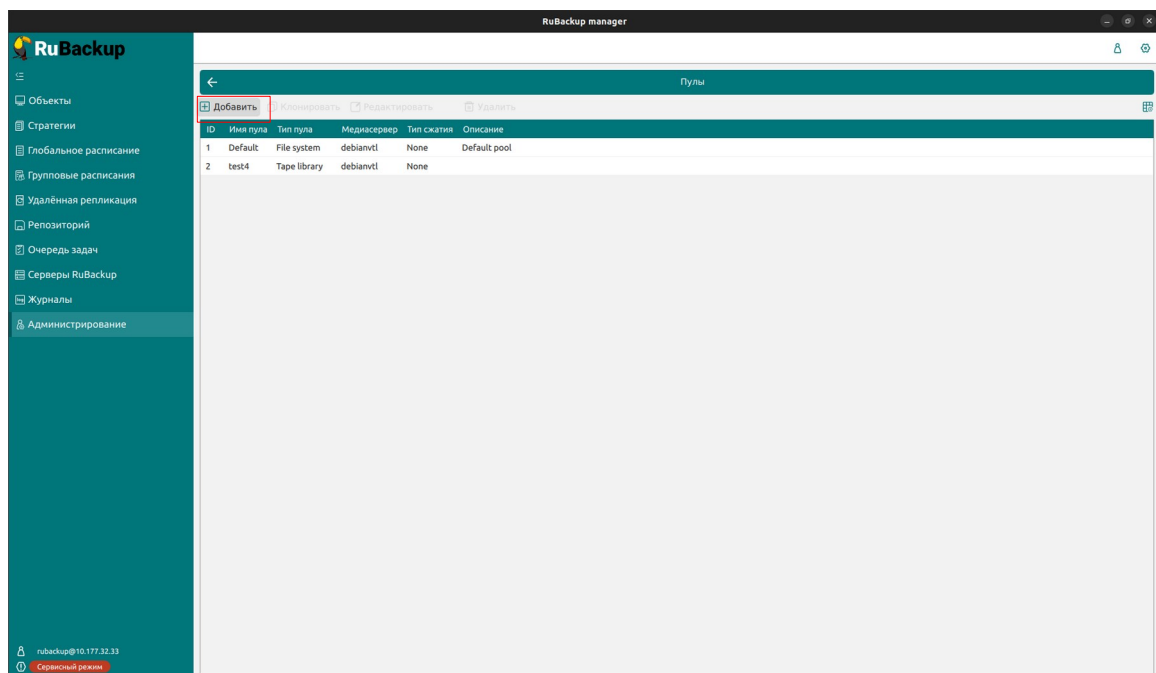 RuBackup manager
RuBackup
Пулы
Объекты
Стратегии
Глобальное расписание
Групповые расписания
Удалённая репликация
Репозиторий
Очередь задач
Серверы RuBackup
Журналы
Администрирование
Добавить Клонировать Редактировать Удалить
ID Имя пула Тип пула Медиасервер Тип сжатия Описание
1 Default File system debianvtl None Default pool
2 test4 Tape library debianvtl None
rubackup@10.177.32.33
Сервисный режим